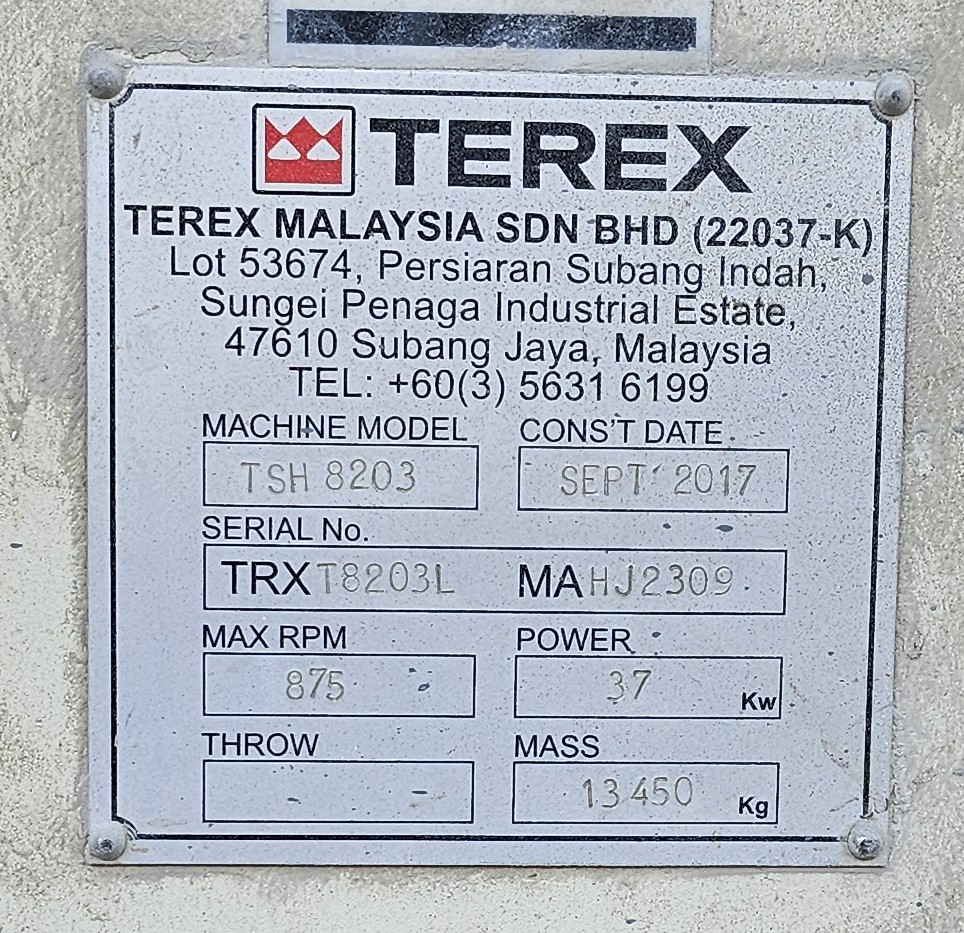 TEREX
TEREX MALAYSIA SDN BHD (22037-K)
Lot 53674, Persiaran Subang Indah,
Sungei Penaga Industrial Estate,
47610 Subang Jaya, Malaysia
TEL: +60(3) 5631 6199
MACHINE MODEL CONS'T DATE
TSH 8203 SEPT' 2017
SERIAL No.
TRXT8203L MAHJ2309
MAX RPM POWER
875 37 Kw
THROW MASS
13450 Kg